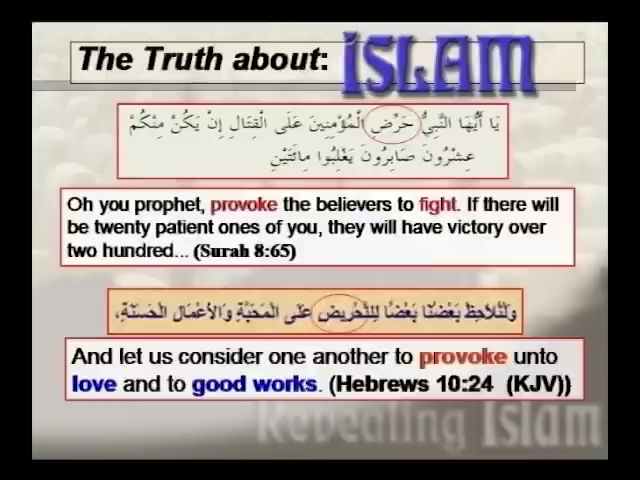 The Truth about: iSLAM
يَا أَيُّهَا النَّبِيُّ حَرِّضِ الْمُؤْمِنِينَ عَلَى الْقِتَالِ إِنْ يَكُنْ مِنْكُمْ
عِشْرُونَ صَابِرُونَ يَغْلِبُوا مِائَتَيْنِ
Oh you prophet, provoke the believers to fight. If there will
be twenty patient ones of you, they will have victory over
two hundred... (Surah 8:65)
وَلْنُلاَحِظْ بَعْضُنَا بَعْضًا لِلتَّحْرِيضِ عَلَى الْمَحَبَّةِ وَالأَعْمَالِ الْحَسَنَةِ،
And let us consider one another to provoke unto
love and to good works. (Hebrews 10:24 (KJV))
Revealing Islam